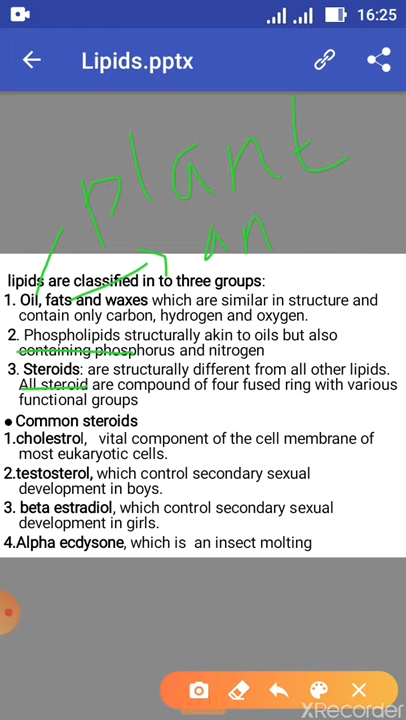 16:25
Lipids.pptx
plant
an
lipids are classified in to three groups:
1. Oil, fats and waxes which are similar in structure and
contain only carbon, hydrogen and oxygen.
2. Phospholipids structurally akin to oils but also
containing phosphorus and nitrogen
3. Steroids: are structurally different from all other lipids.
All steroid are compound of four fused ring with various
functional groups
● Common steroids
1.cholestrol, vital component of the cell membrane of
most eukaryotic cells.
2.testosterol, which control secondary sexual
development in boys.
3. beta estradiol, which control secondary sexual
development in girls.
4.Alpha ecdysone, which is an insect molting
XRecorder